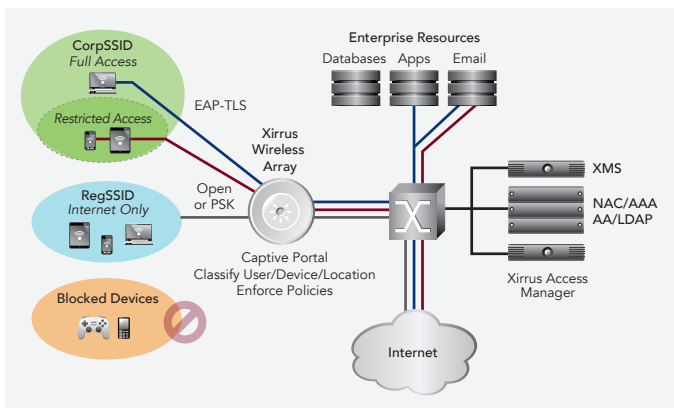 CorpSSID
Full Access
Restricted Access
EAP-TLS
Xirrus
Wireless
Array
RegSSID
Internet Only
Open
or PSK
Captive Portal
Classify User/Device/Location
Enforce Policies
Blocked Devices
Enterprise Resources
Databases Apps Email
XMS
NAC/AAA
AA/LDAP
Xirrus Access
Manager
Internet